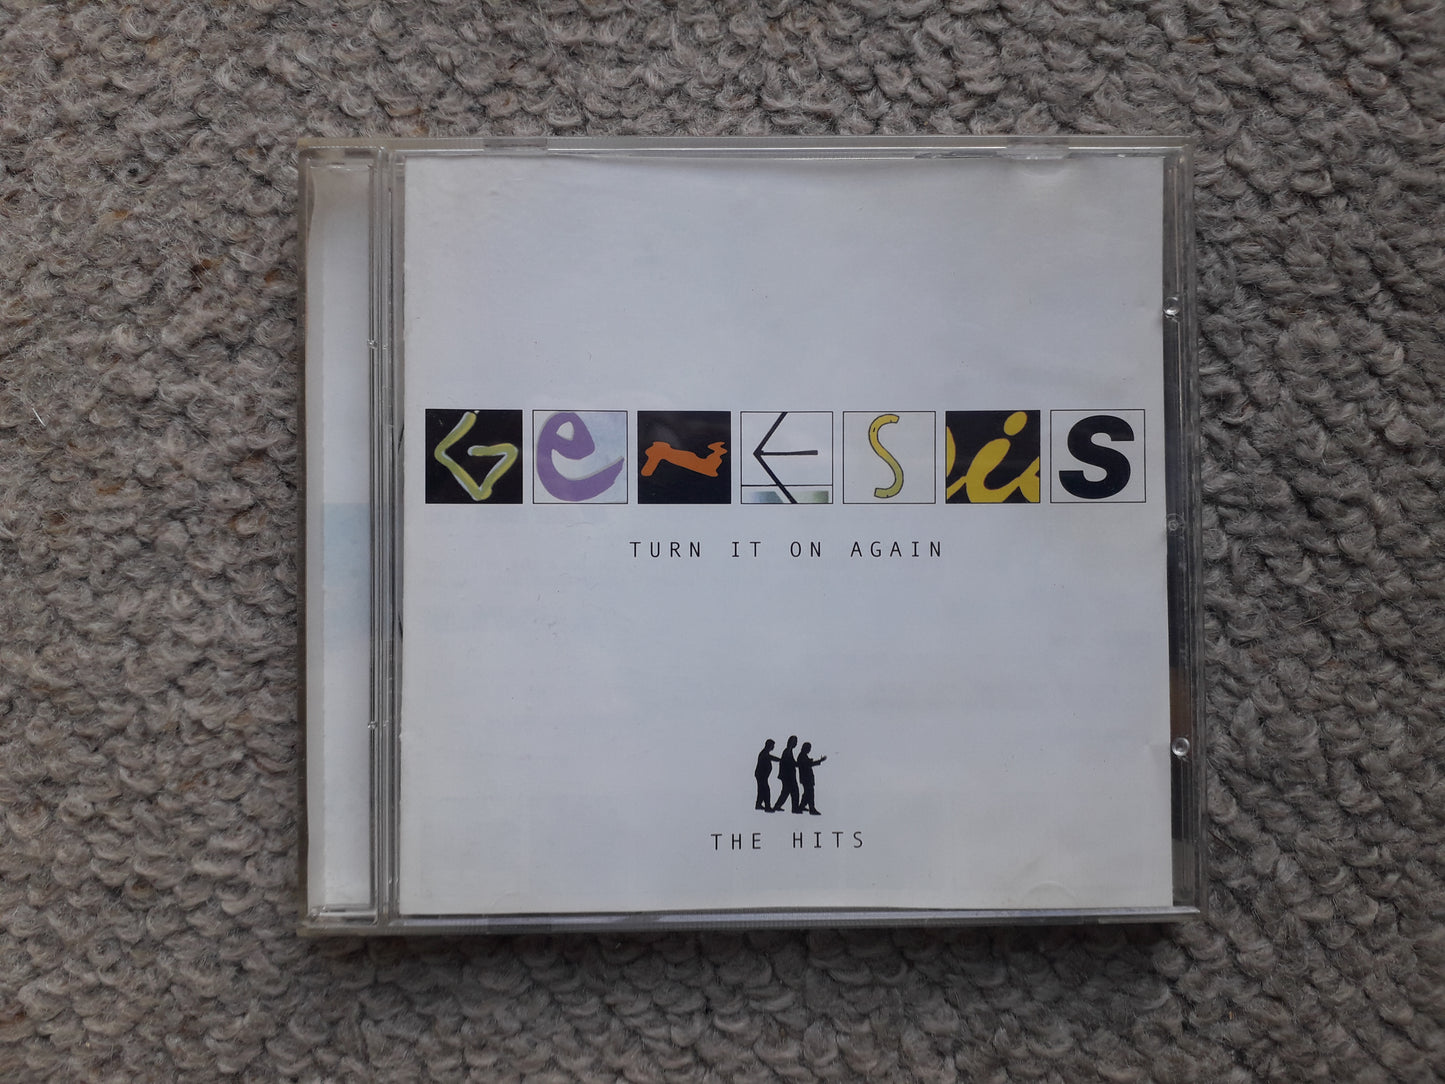 Genesis
TURN IT ON AGAIN
THE HITS